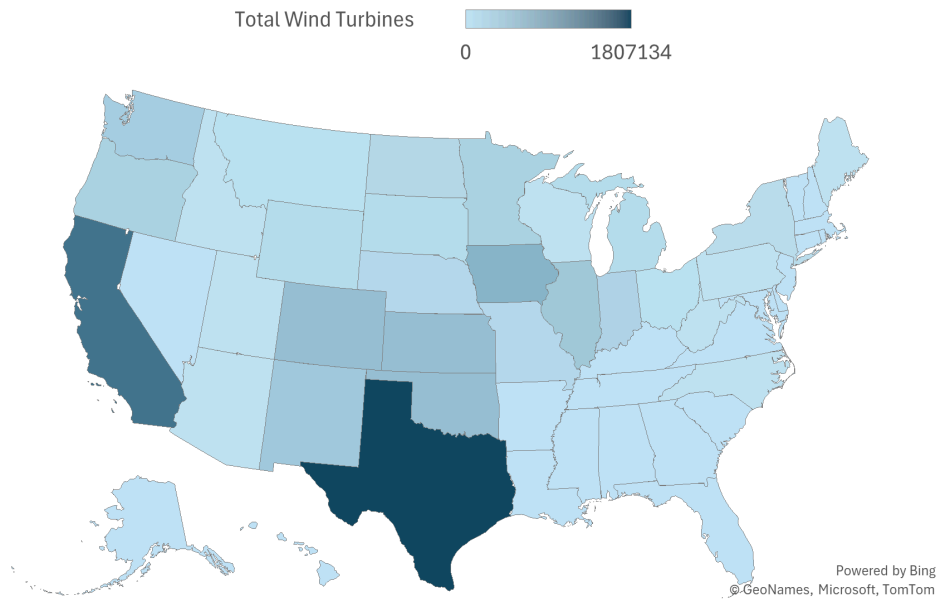 Total Wind Turbines
0 1807134
Powered by Bing
© GeoNames, Microsoft, TomTom